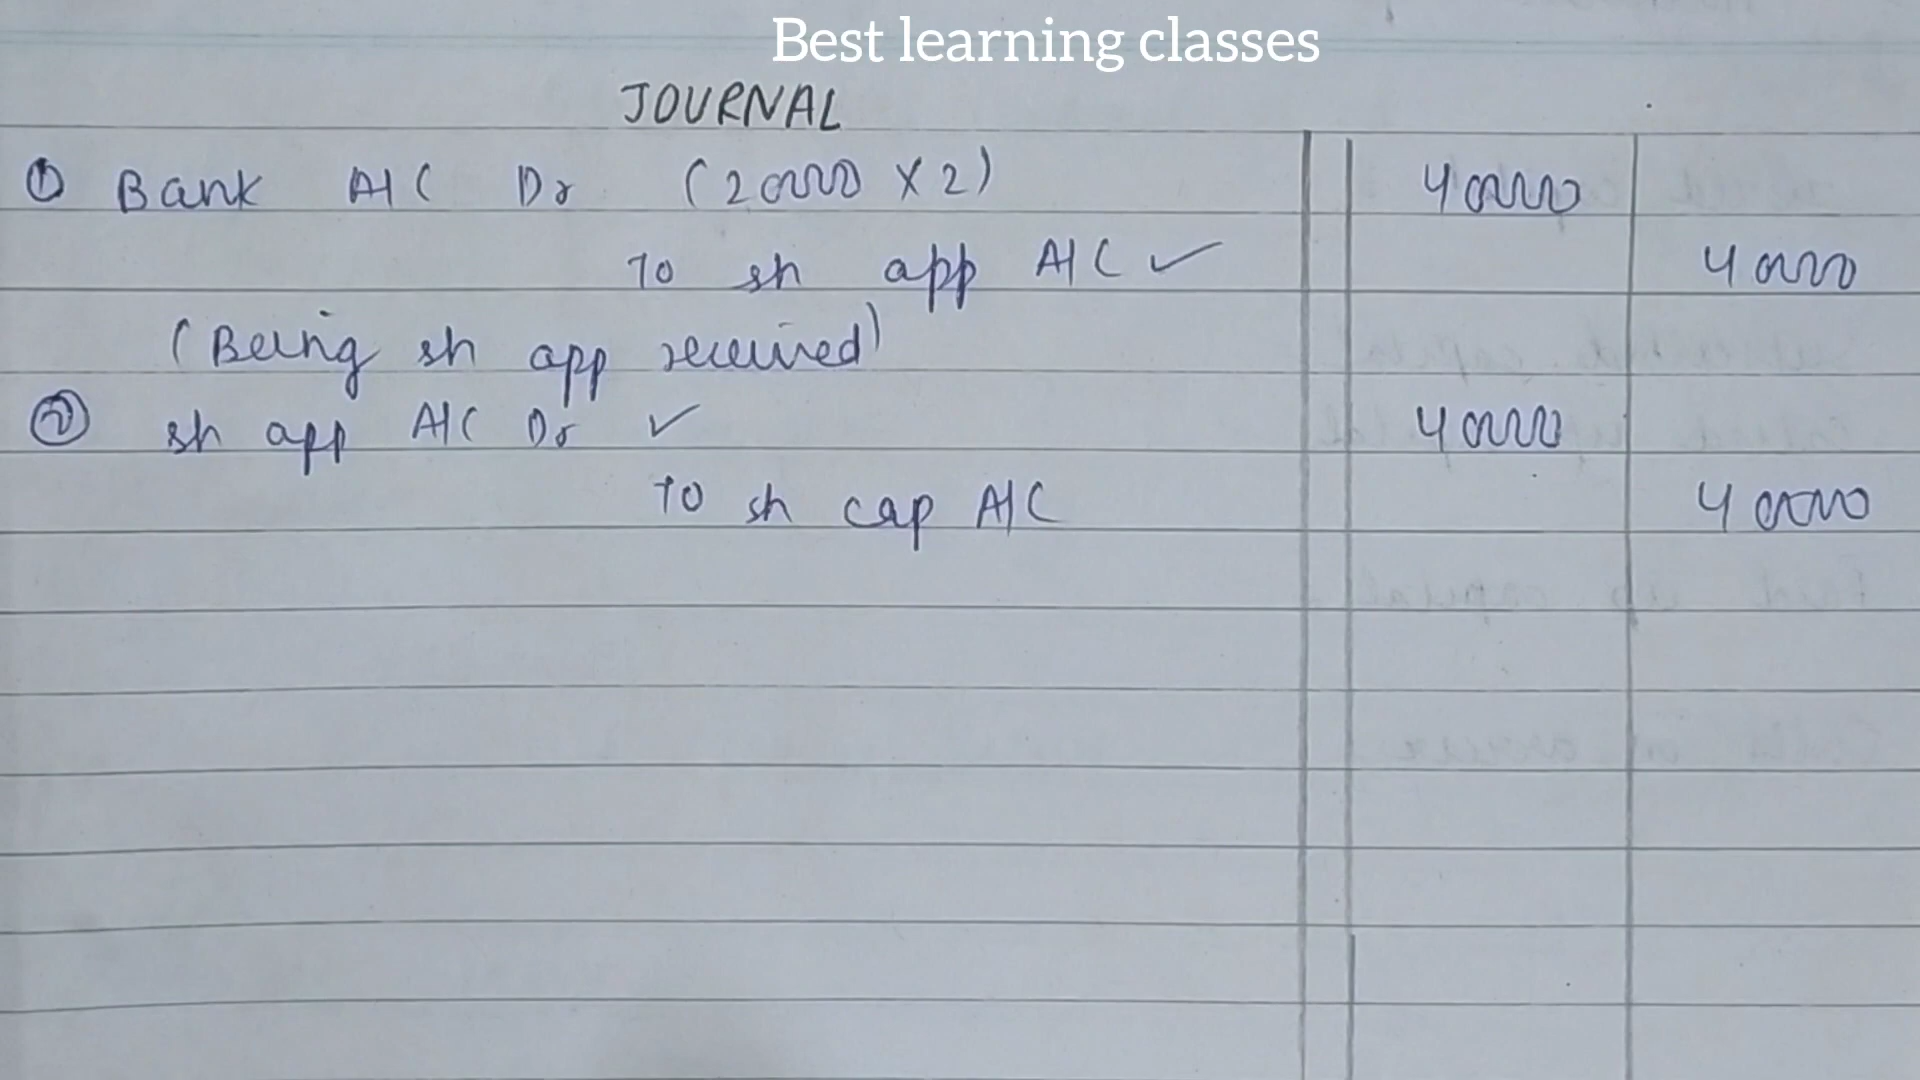 Best learning classes
JOURNAL
① Bank A/C Dr (20000 X 2) 40000
To sh app A/C ✓ 40000
(Being sh app received)
② sh app A/C Dr ✓ 40000
To sh cap A/C 40000